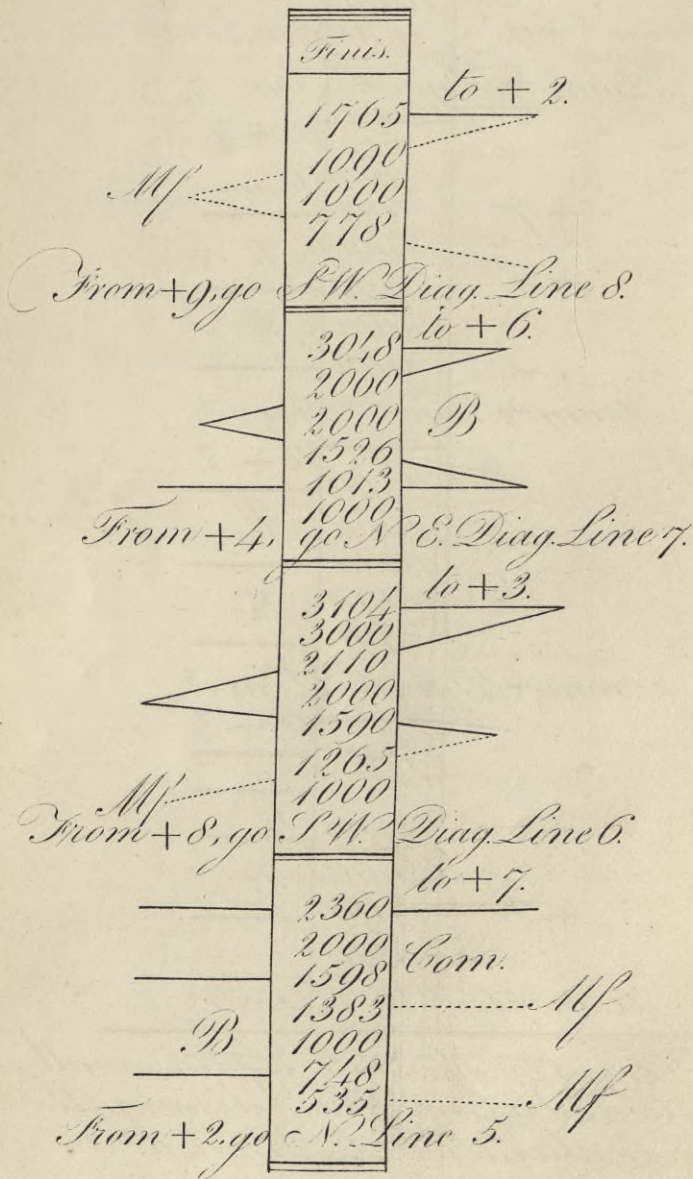 Finis.
1765 to + 2.
1090
Mf 1000
778
From + 9, go S W. Diag. Line 8.
3048 to + 6.
2060
2000 B
1526
1013
1000
From + 4, go N E. Diag. Line 7.
3104 to + 3.
3000
2110
2000
1590
1265
Mf 1000
From + 8, go S W. Diag. Line 6.
2360 to + 7.
2000 Com.
1598
1383 Mf
B 1000
748
535 Mf
From + 2, go N. Line 5.